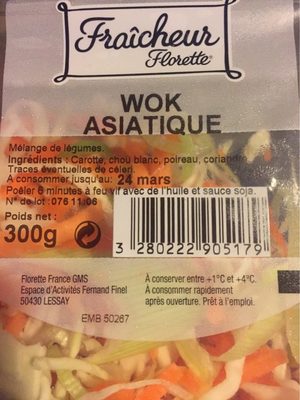 Fraîcheur
Florette®
WOK
ASIATIQUE
Mélange de légumes.
Ingrédients : Carotte, chou blanc, poireau, coriandre.
Traces éventuelles de céleri.
A consommer jusqu'au: 24 mars
Poêler 6 minutes à feu vif avec de l'huile et sauce soja.
N° de lot : 076 11:06
Poids net :
300g
3 280222 905179
Florette France GMS
Espace d'Activités Fernand Finel
50430 LESSAY
EMB 50267
À conserver entre +1°C et +4°C.
À consommer rapidement
après ouverture. Prêt à l'emploi.